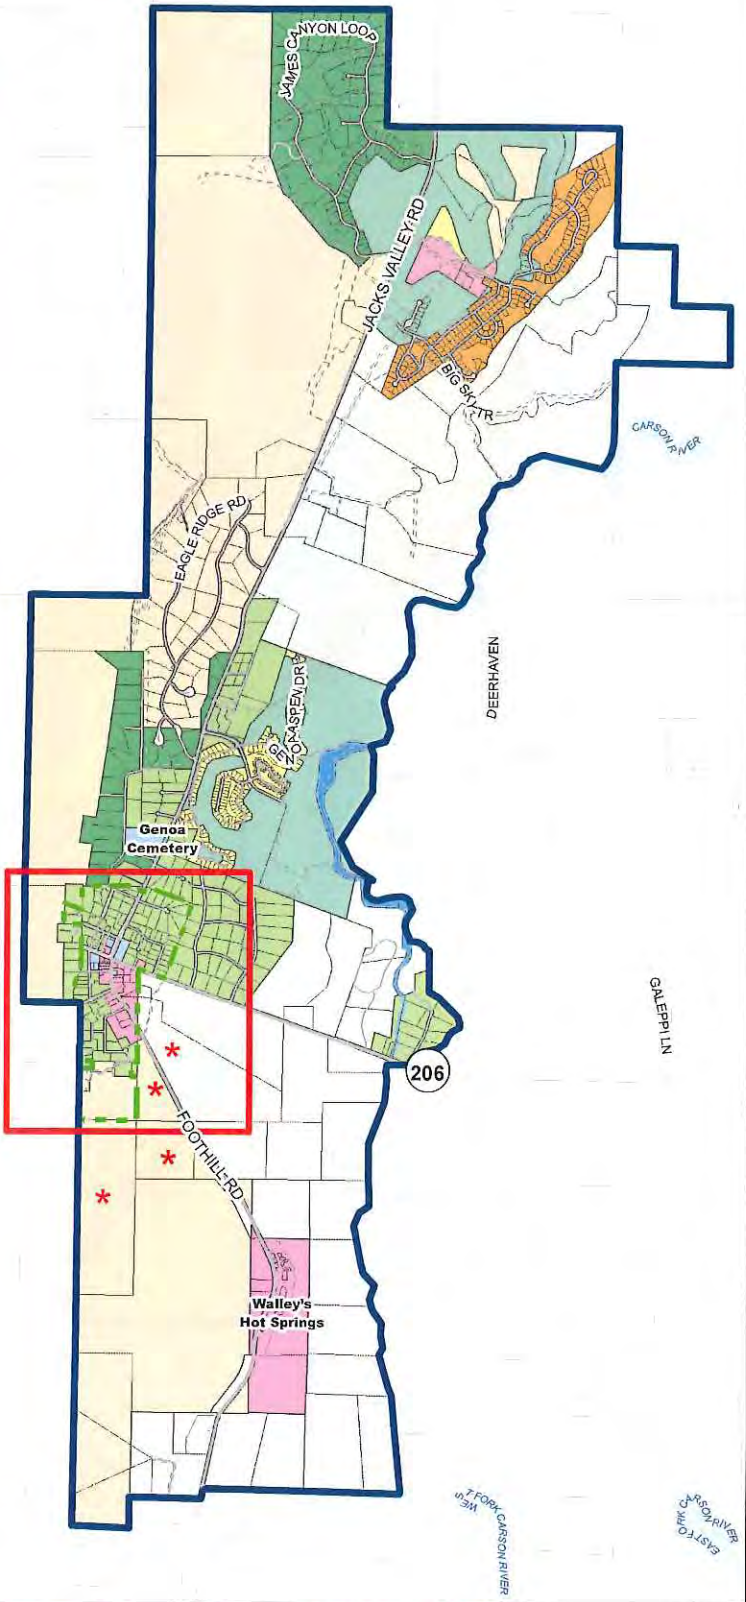 JAMES CANYON LOOP
JACKS VALLEY RD
BIG SKY TR
CARSON RIVER
EAGLE RIDGE RD
DEERHAVEN
GENOA ASPEN DR
Genoa
Cemetery
GALEPPI LN
206
*
*
FOOTHILL RD
*
*
Walley's
Hot Springs
WEST FORK CARSON RIVER
EAST FORK CARSON RIVER